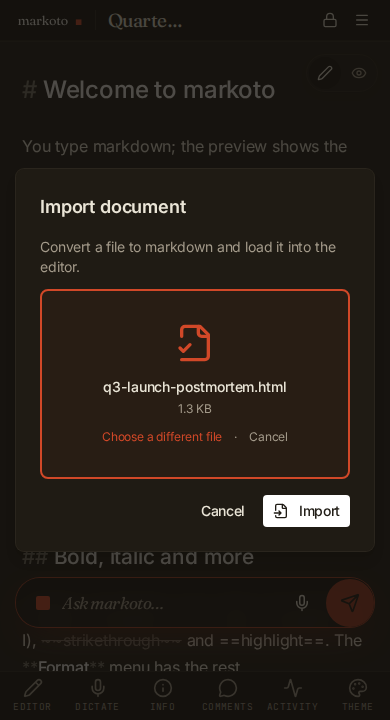 markoto
Quarte...
# Welcome to markoto
You type markdown; the preview shows the
Import document
Convert a file to markdown and load it into the
editor.
q3-launch-postmortem.html
1.3 KB
Choose a different file · Cancel
Cancel
Import
## Bold, italic and more
Ask markoto...
I), ~~strikethrough~~ and ==highlight==. The
**Format** menu has the rest.
EDITOR
DICTATE
INFO
COMMENTS
ACTIVITY
THEME